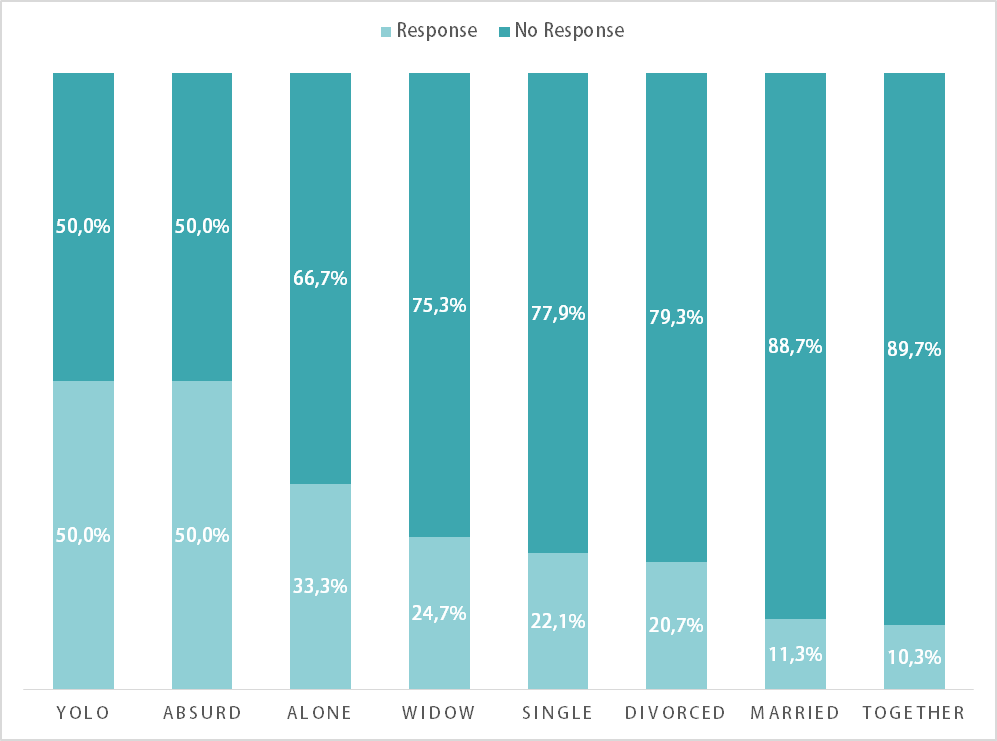 Response No Response
50,0% 50,0% 66,7% 75,3% 77,9% 79,3% 88,7% 89,7%
50,0% 50,0% 33,3% 24,7% 22,1% 20,7% 11,3% 10,3%
YOLO ABSURD ALONE WIDOW SINGLE DIVORCED MARRIED TOGETHER